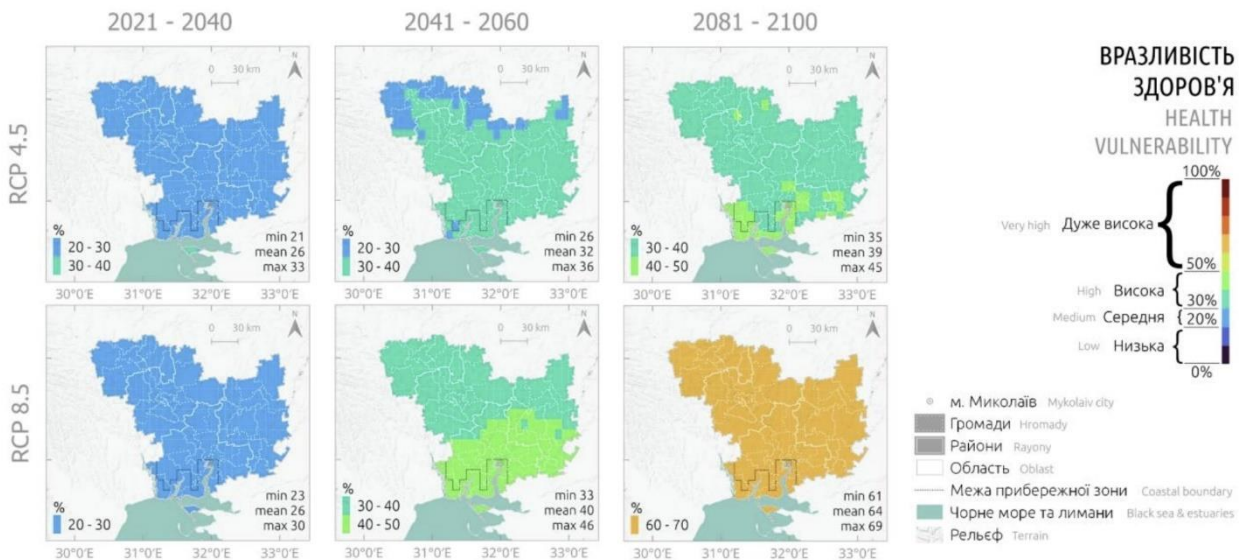 2021 - 2040
2041 - 2060
2081 - 2100
RCP 4.5
N
0 30 km
%
20 - 30
30 - 40
min 21
mean 26
max 33
30°0'E 31°0'E 32°0'E 33°0'E
N
0 30 km
%
20 - 30
30 - 40
min 26
mean 32
max 36
30°0'E 31°0'E 32°0'E 33°0'E
N
0 30 km
%
30 - 40
40 - 50
min 35
mean 39
max 45
30°0'E 31°0'E 32°0'E 33°0'E
RCP 8.5
N
0 30 km
%
20 - 30
min 23
mean 26
max 30
30°0'E 31°0'E 32°0'E 33°0'E
N
0 30 km
%
30 - 40
40 - 50
min 33
mean 40
max 46
30°0'E 31°0'E 32°0'E 33°0'E
N
0 30 km
%
60 - 70
min 61
mean 64
max 69
30°0'E 31°0'E 32°0'E 33°0'E
ВРАЗЛИВІСТЬ
ЗДОРОВ'Я
HEALTH
VULNERABILITY
100%
Very high Дуже висока
50%
High Висока
30%
Medium Середня 20%
Low Низька
0%
м. Миколаїв Mykolaiv city
Громади Hromady
Райони Rayony
Область Oblast
Межа прибережної зони Coastal boundary
Чорне море та лимани Black sea & estuaries
Рельєф Terrain